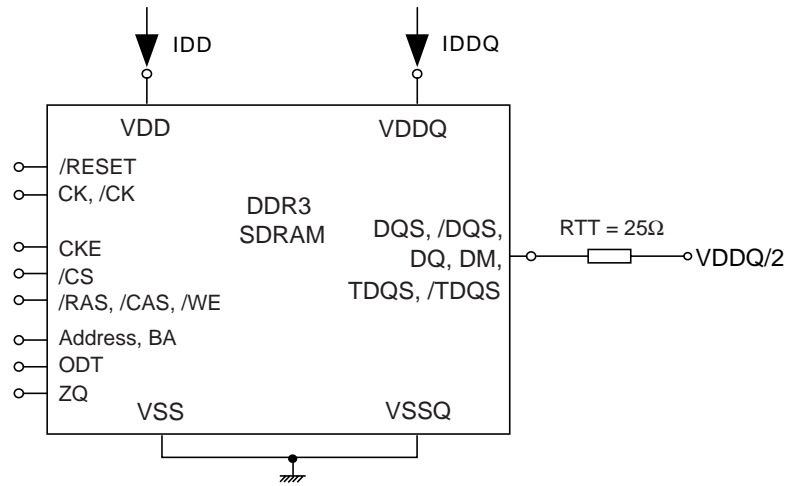 IDD
IDDQ
VDD
VDDQ
/RESET
CK, /CK
DDR3
SDRAM
CKE
/CS
/RAS, /CAS, /WE
Address, BA
ODT
ZQ
DQS, /DQS,
DQ, DM,
TDQS, /TDQS
RTT = 25Ω
VDDQ/2
VSS
VSSQ